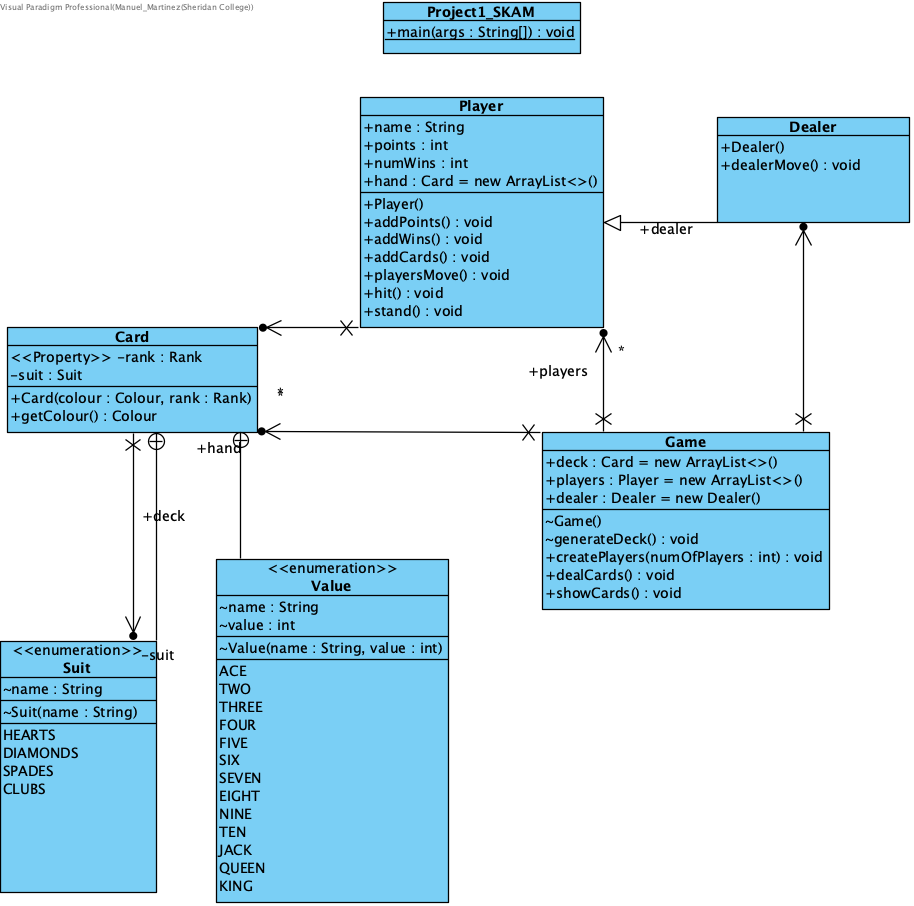 Visual Paradigm Professional(Manuel_Martinez(Sheridan College))
Project1_SKAM
+main(args : String[]) : void
Player
+name : String
+points : int
+numWins : int
+hand : Card = new ArrayList<>()
+Player()
+addPoints() : void
+addWins() : void
+addCards() : void
+playersMove() : void
+hit() : void
+stand() : void
Dealer
+Dealer()
+dealerMove() : void
+dealer
Card
<<Property>> -rank : Rank
-suit : Suit
+Card(colour : Colour, rank : Rank)
+getColour() : Colour
*
+hand
*
+players
Game
+deck : Card = new ArrayList<>()
+players : Player = new ArrayList<>()
+dealer : Dealer = new Dealer()
~Game()
~generateDeck() : void
+createPlayers(numOfPlayers : int) : void
+dealCards() : void
+showCards() : void
+deck
-suit
<<enumeration>>
Suit
~name : String
~Suit(name : String)
HEARTS
DIAMONDS
SPADES
CLUBS
<<enumeration>>
Value
~name : String
~value : int
~Value(name : String, value : int)
ACE
TWO
THREE
FOUR
FIVE
SIX
SEVEN
EIGHT
NINE
TEN
JACK
QUEEN
KING